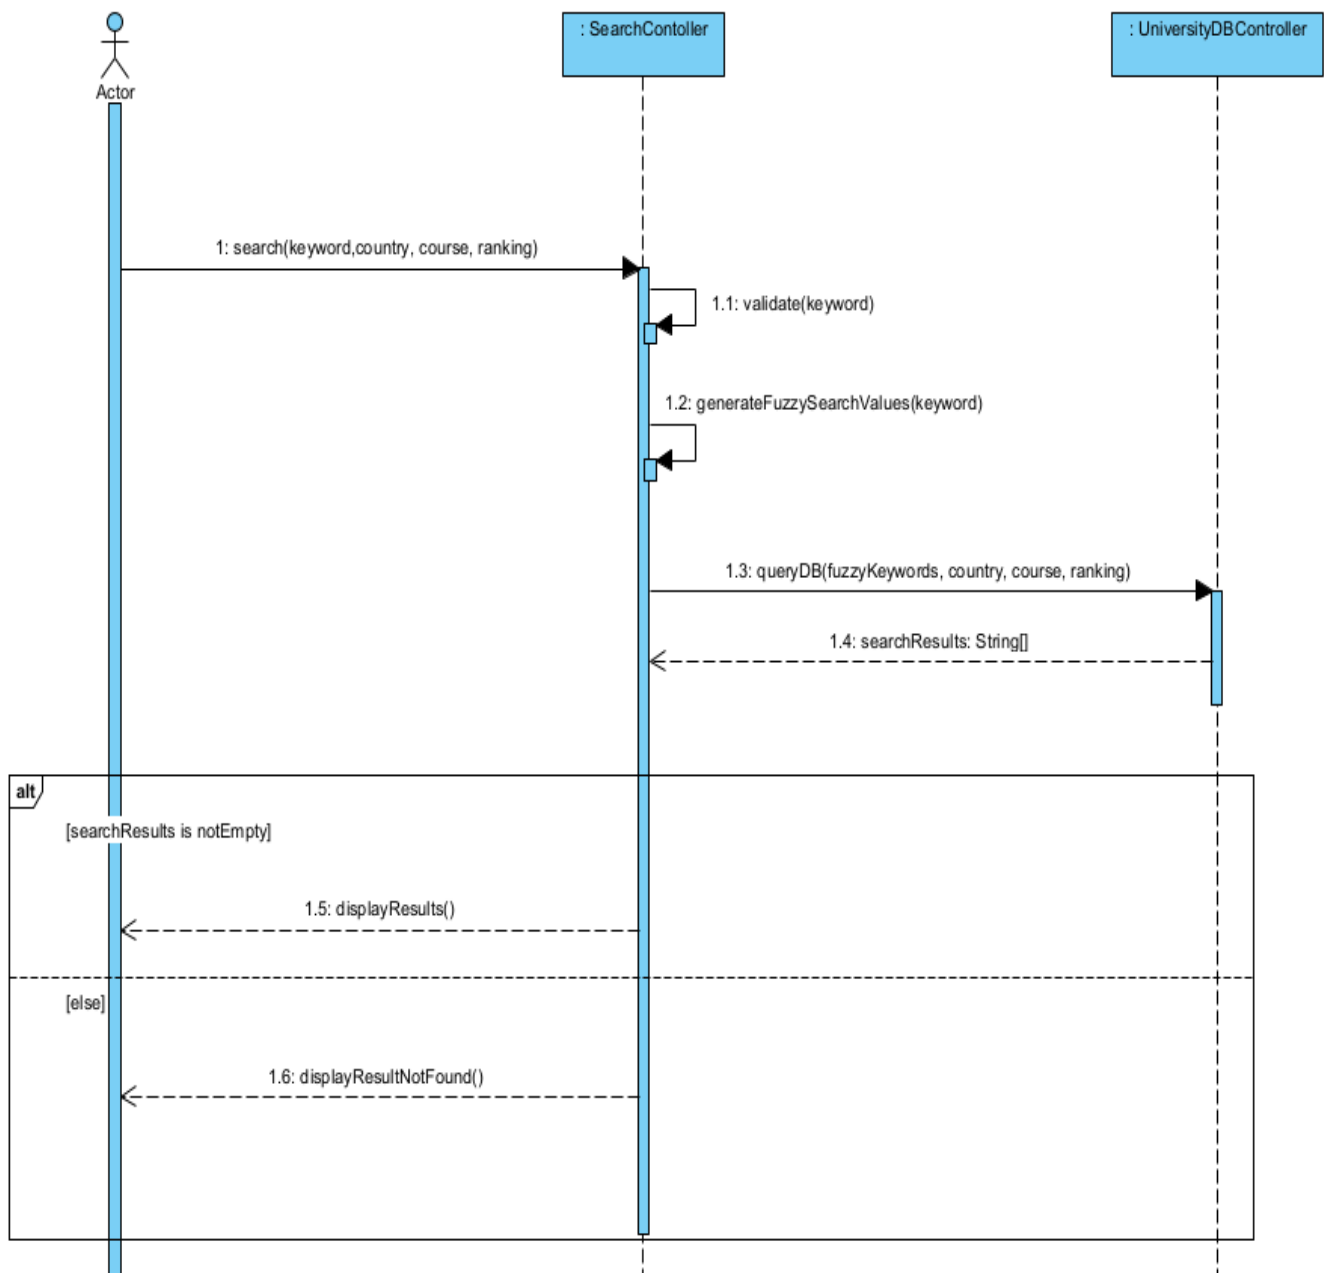 : SearchContoller
: UniversityDBController
Actor
1: search(keyword,country, course, ranking)
1.1: validate(keyword)
1.2: generateFuzzySearchValues(keyword)
1.3: queryDB(fuzzyKeywords, country, course, ranking)
1.4: searchResults: String[]
alt
[searchResults is notEmpty]
1.5: displayResults()
[else]
1.6: displayResultNotFound()